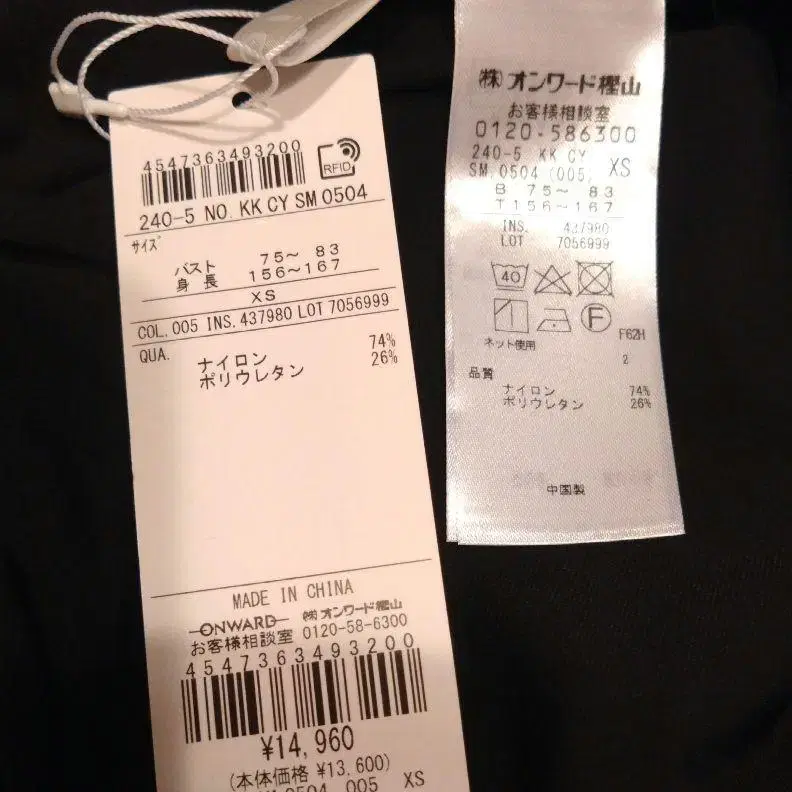 4547363493200
RFID
240-5 NO. KK CY SM 0504
サイズ
バスト 75～ 83
身長 156～167
XS
COL. 005 INS. 437980 LOT 7056999
QUA.
ナイロン 74%
ポリウレタン 26%
MADE IN CHINA
ONWARD ㈱オンワード樫山
お客様相談室 0120-58-6300
4547363493200
¥14,960
(本体価格 ¥13,600)
0504 005 XS
㈱オンワード樫山
お客様相談室
0120-586300
240-5 KK CY
SM. 0504 (005) XS
B 75～ 83
T 156～167
INS. 437980
LOT 7056999
40
F
ネット使用
F62H
2
品質
ナイロン 74%
ポリウレタン 26%
中国製